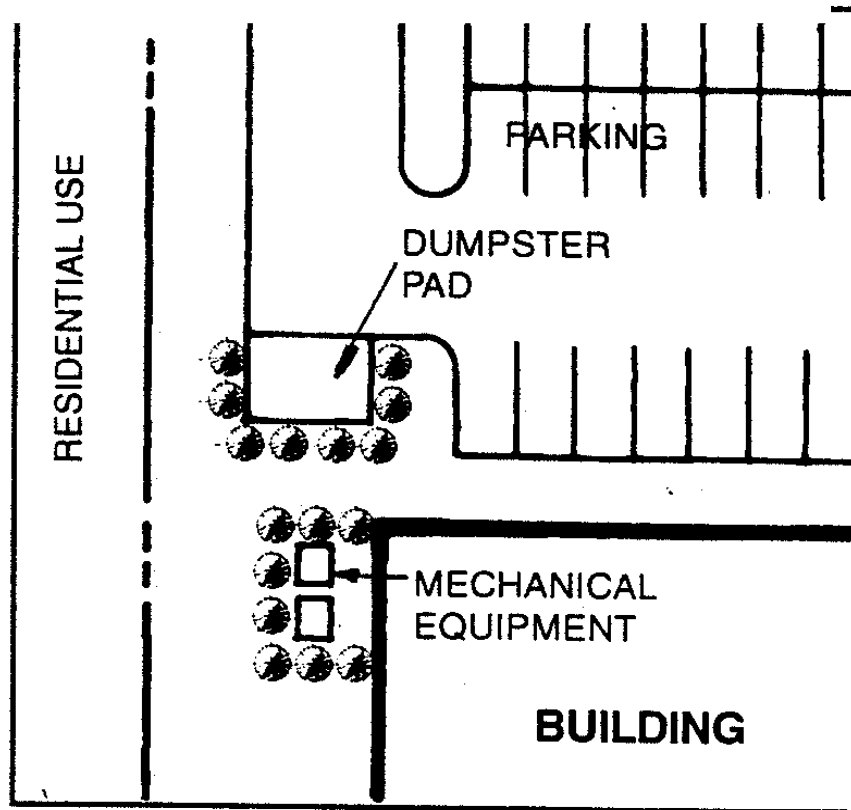 RESIDENTIAL USE
PARKING
DUMPSTER
PAD
MECHANICAL
EQUIPMENT
BUILDING